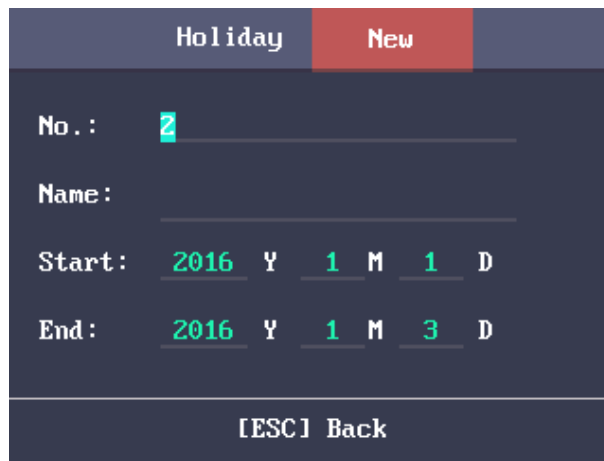 Holiday New
No.: 2
Name:
Start: 2016 Y 1 M 1 D
End: 2016 Y 1 M 3 D
[ESC] Back